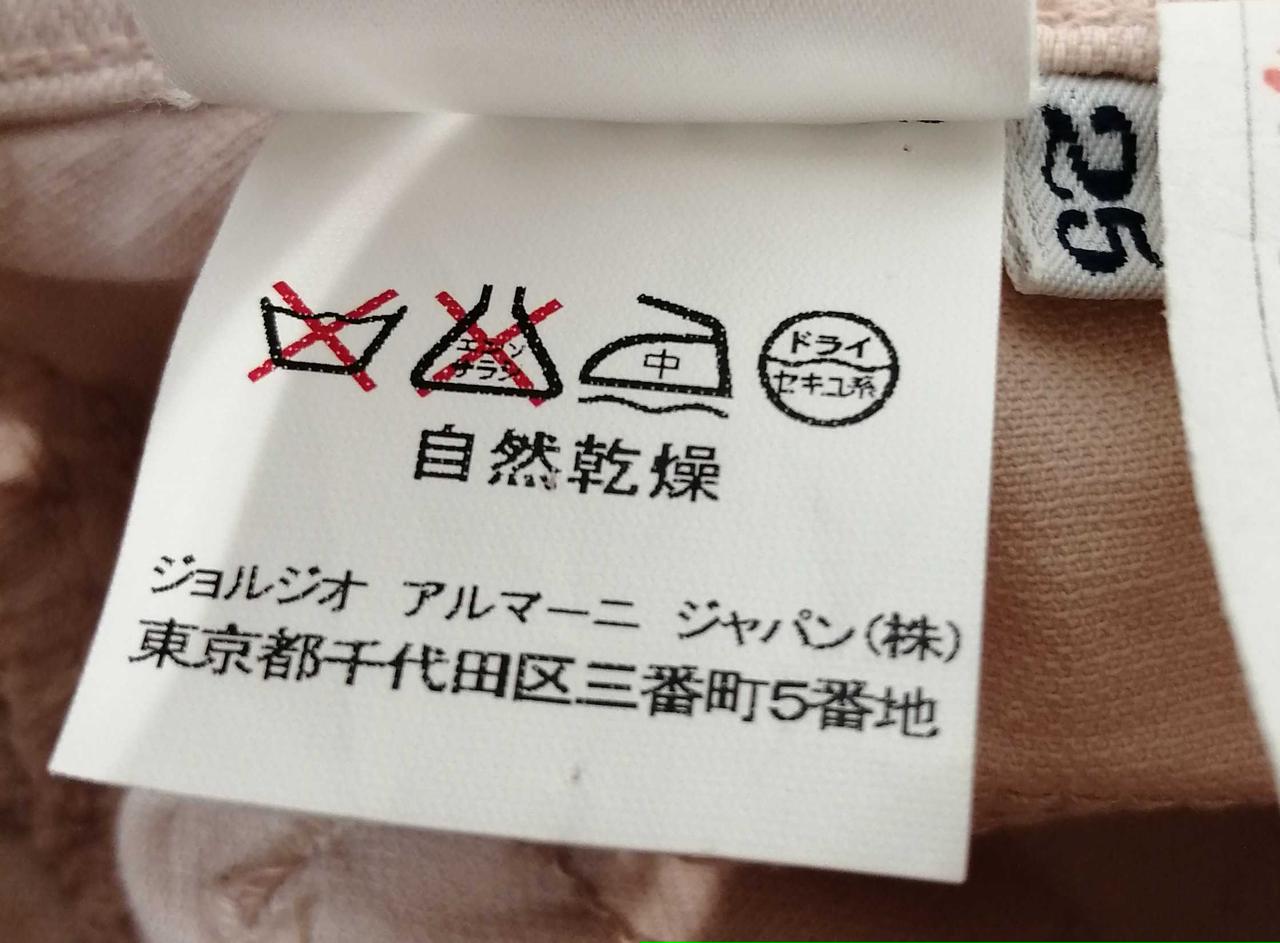 エンソ
サラシ
中
ドライ
セキユ系
自然乾燥
ジョルジオ アルマーニ ジャパン(株)
東京都千代田区三番町5番地
25